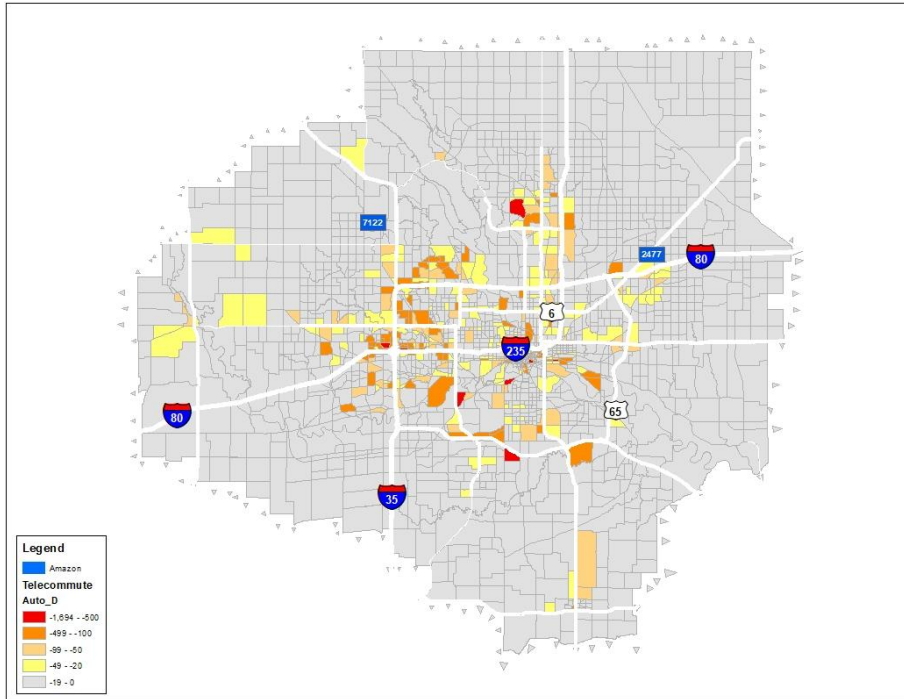 7122
2477
80
6
235
65
80
35
Legend
Amazon
Telecommute
Auto_D
-1,694 - -500
-499 - -100
-99 - -50
-49 - -20
-19 - 0